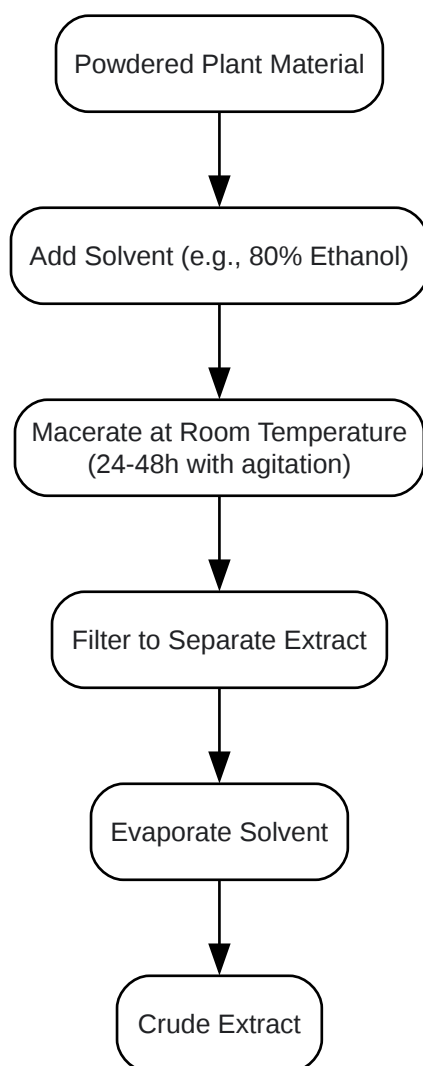 Powdered Plant Material
Add Solvent (e.g., 80% Ethanol)
Macerate at Room Temperature
(24-48h with agitation)
Filter to Separate Extract
Evaporate Solvent
Crude Extract